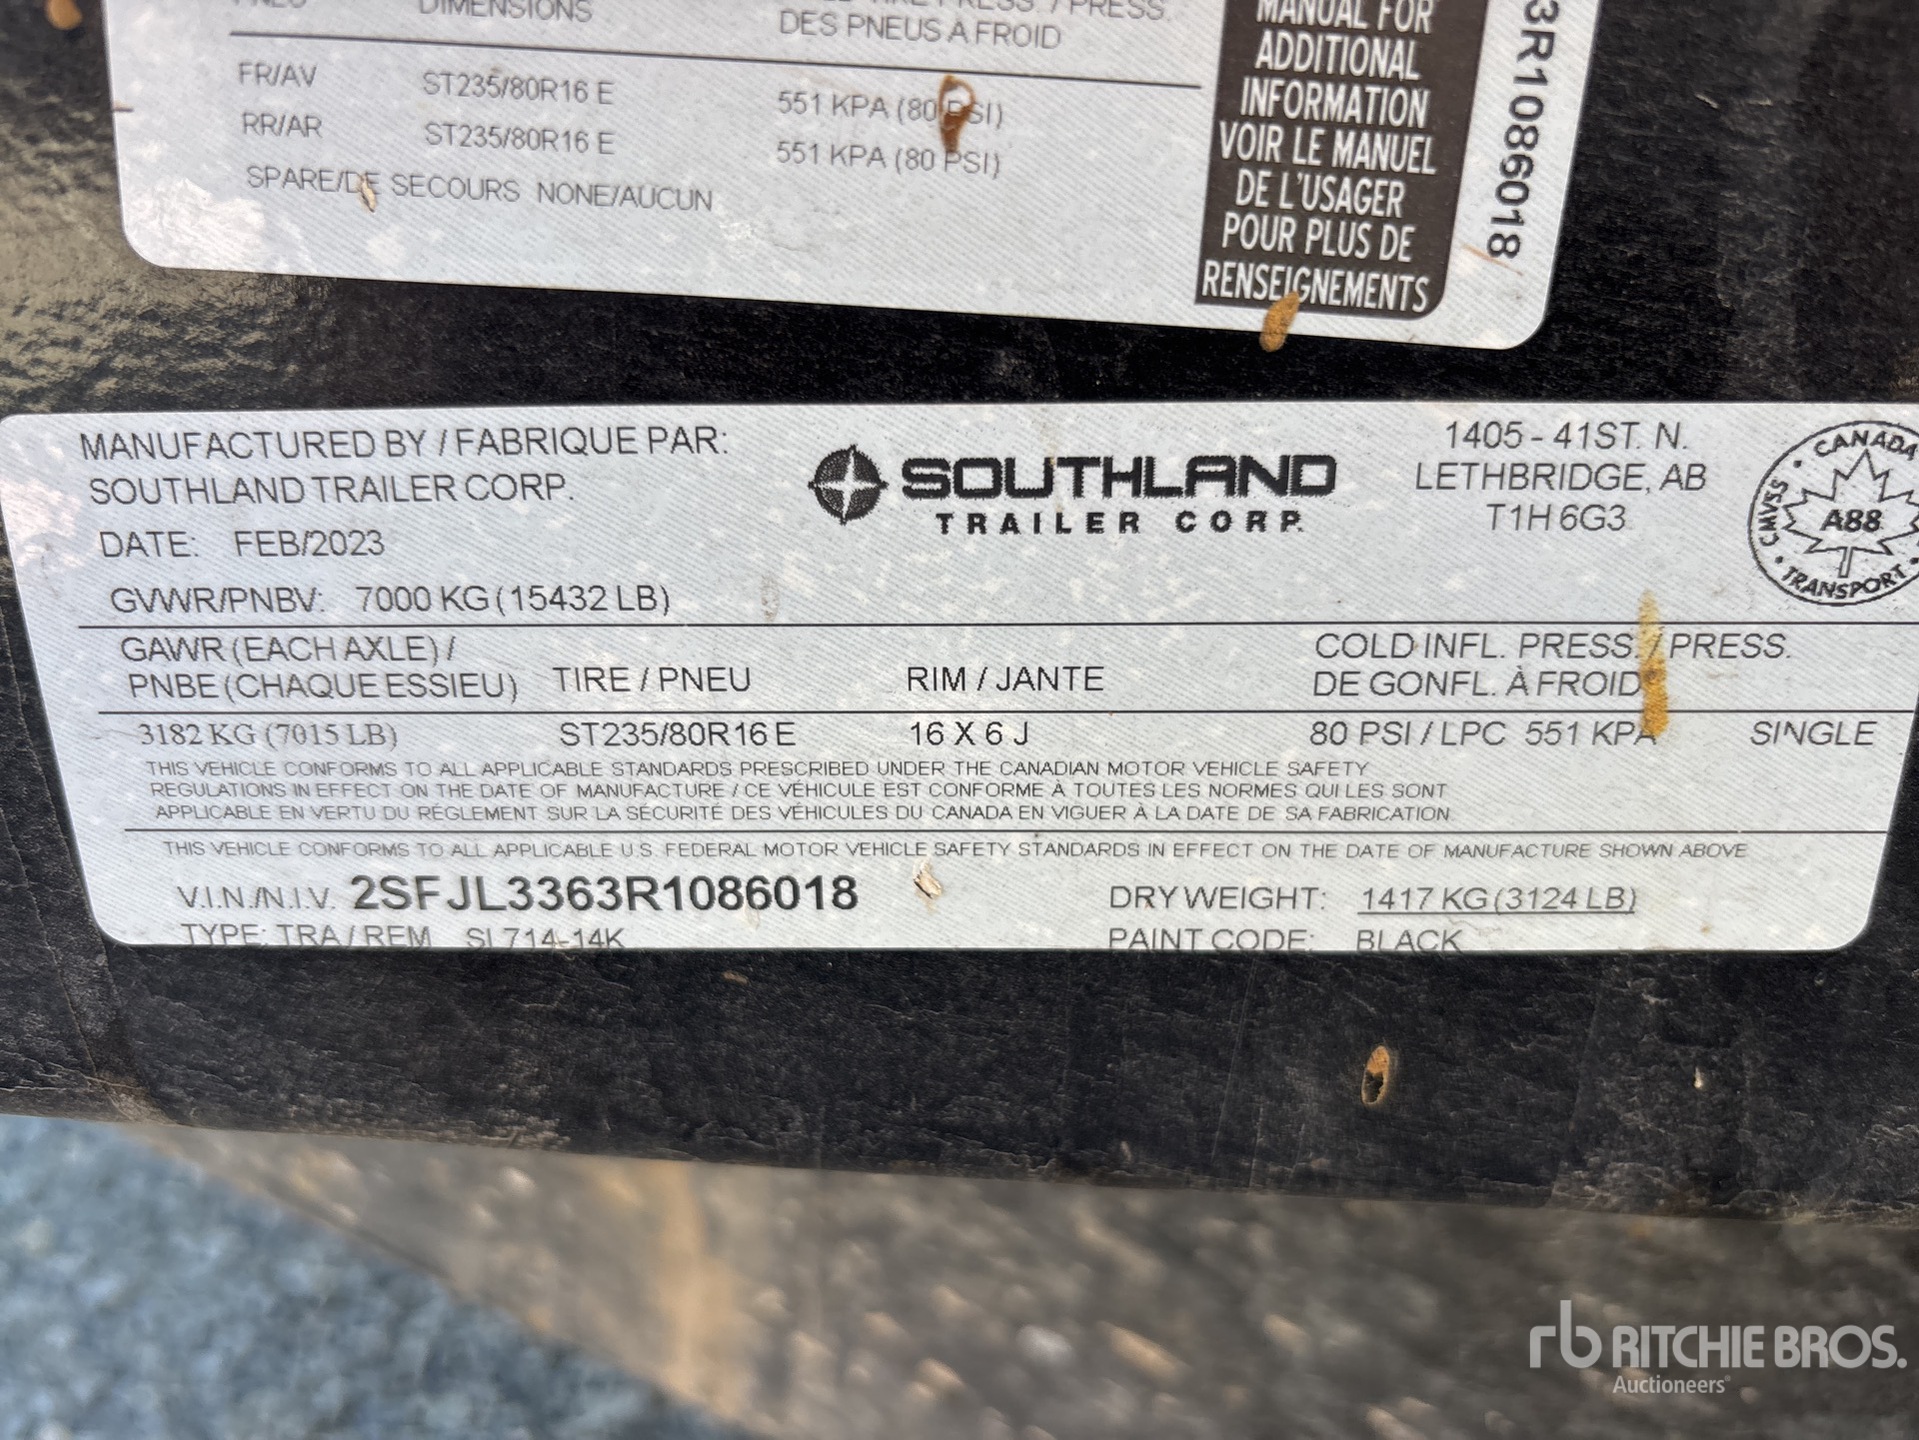 DIMENSIONS
DES PNEUS À FROID
FR/AV ST235/80R16 E 551 KPA (80 PSI)
RR/AR ST235/80R16 E 551 KPA (80 PSI)
SPARE/DE SECOURS NONE/AUCUN
MANUAL FOR
ADDITIONAL
INFORMATION
VOIR LE MANUEL
DE L'USAGER
POUR PLUS DE
RENSEIGNEMENTS
3R1086018
MANUFACTURED BY / FABRIQUE PAR:
SOUTHLAND TRAILER CORP.
DATE: FEB/2023
GVWR/PNBV: 7000 KG (15432 LB)
SOUTHLAND
TRAILER CORP.
1405 - 41ST. N.
LETHBRIDGE, AB
T1H 6G3
CANADA
CMVSS A88
TRANSPORT
GAWR (EACH AXLE) /
PNBE (CHAQUE ESSIEU) TIRE / PNEU RIM / JANTE COLD INFL. PRESS. / PRESS.
DE GONFL. À FROID
3182 KG (7015 LB) ST235/80R16 E 16 X 6 J 80 PSI / LPC 551 KPA SINGLE
THIS VEHICLE CONFORMS TO ALL APPLICABLE STANDARDS PRESCRIBED UNDER THE CANADIAN MOTOR VEHICLE SAFETY
REGULATIONS IN EFFECT ON THE DATE OF MANUFACTURE / CE VÉHICULE EST CONFORME À TOUTES LES NORMES QUI LES SONT
APPLICABLE EN VERTU DU RÉGLEMENT SUR LA SÉCURITÉ DES VÉHICULES DU CANADA EN VIGUER À LA DATE DE SA FABRICATION.
THIS VEHICLE CONFORMS TO ALL APPLICABLE U.S. FEDERAL MOTOR VEHICLE SAFETY STANDARDS IN EFFECT ON THE DATE OF MANUFACTURE SHOWN ABOVE
V.I.N./N.I.V. 2SFJL3363R1086018 DRY WEIGHT: 1417 KG (3124 LB)
TYPE: TRA / REM SL714-14K PAINT CODE: BLACK
rb RITCHIE BROS.
Auctioneers